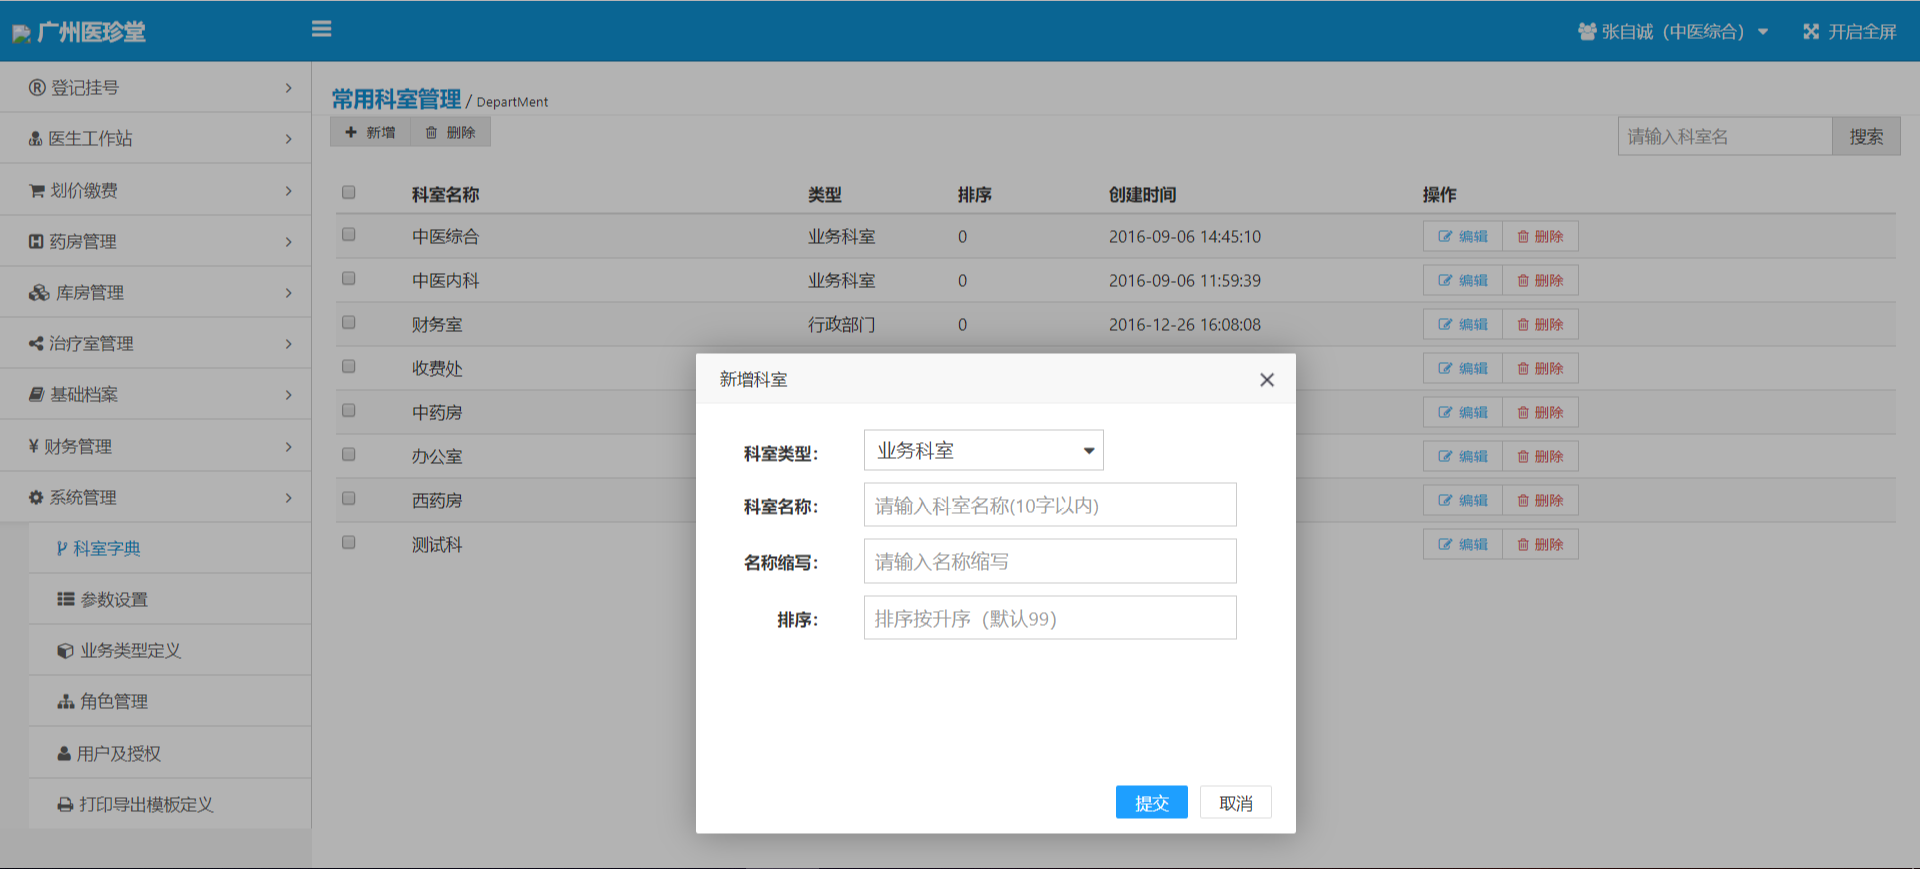 广州医珍堂
张自诚（中医综合）
开启全屏
登记挂号
医生工作站
划价缴费
药房管理
库房管理
治疗室管理
基础档案
¥ 财务管理
系统管理
科室字典
参数设置
业务类型定义
角色管理
用户及授权
打印导出模板定义
常用科室管理 / DepartMent
新增 删除
请输入科室名 搜索
科室名称 类型 排序 创建时间 操作
中医综合 业务科室 0 2016-09-06 14:45:10 编辑 删除
中医内科 业务科室 0 2016-09-06 11:59:39 编辑 删除
财务室 行政部门 0 2016-12-26 16:08:08 编辑 删除
收费处 编辑 删除
中药房 编辑 删除
办公室 编辑 删除
西药房 编辑 删除
测试科 编辑 删除
新增科室
科室类型： 业务科室
科室名称： 请输入科室名称(10字以内)
名称缩写： 请输入名称缩写
排序： 排序按升序（默认99）
提交 取消